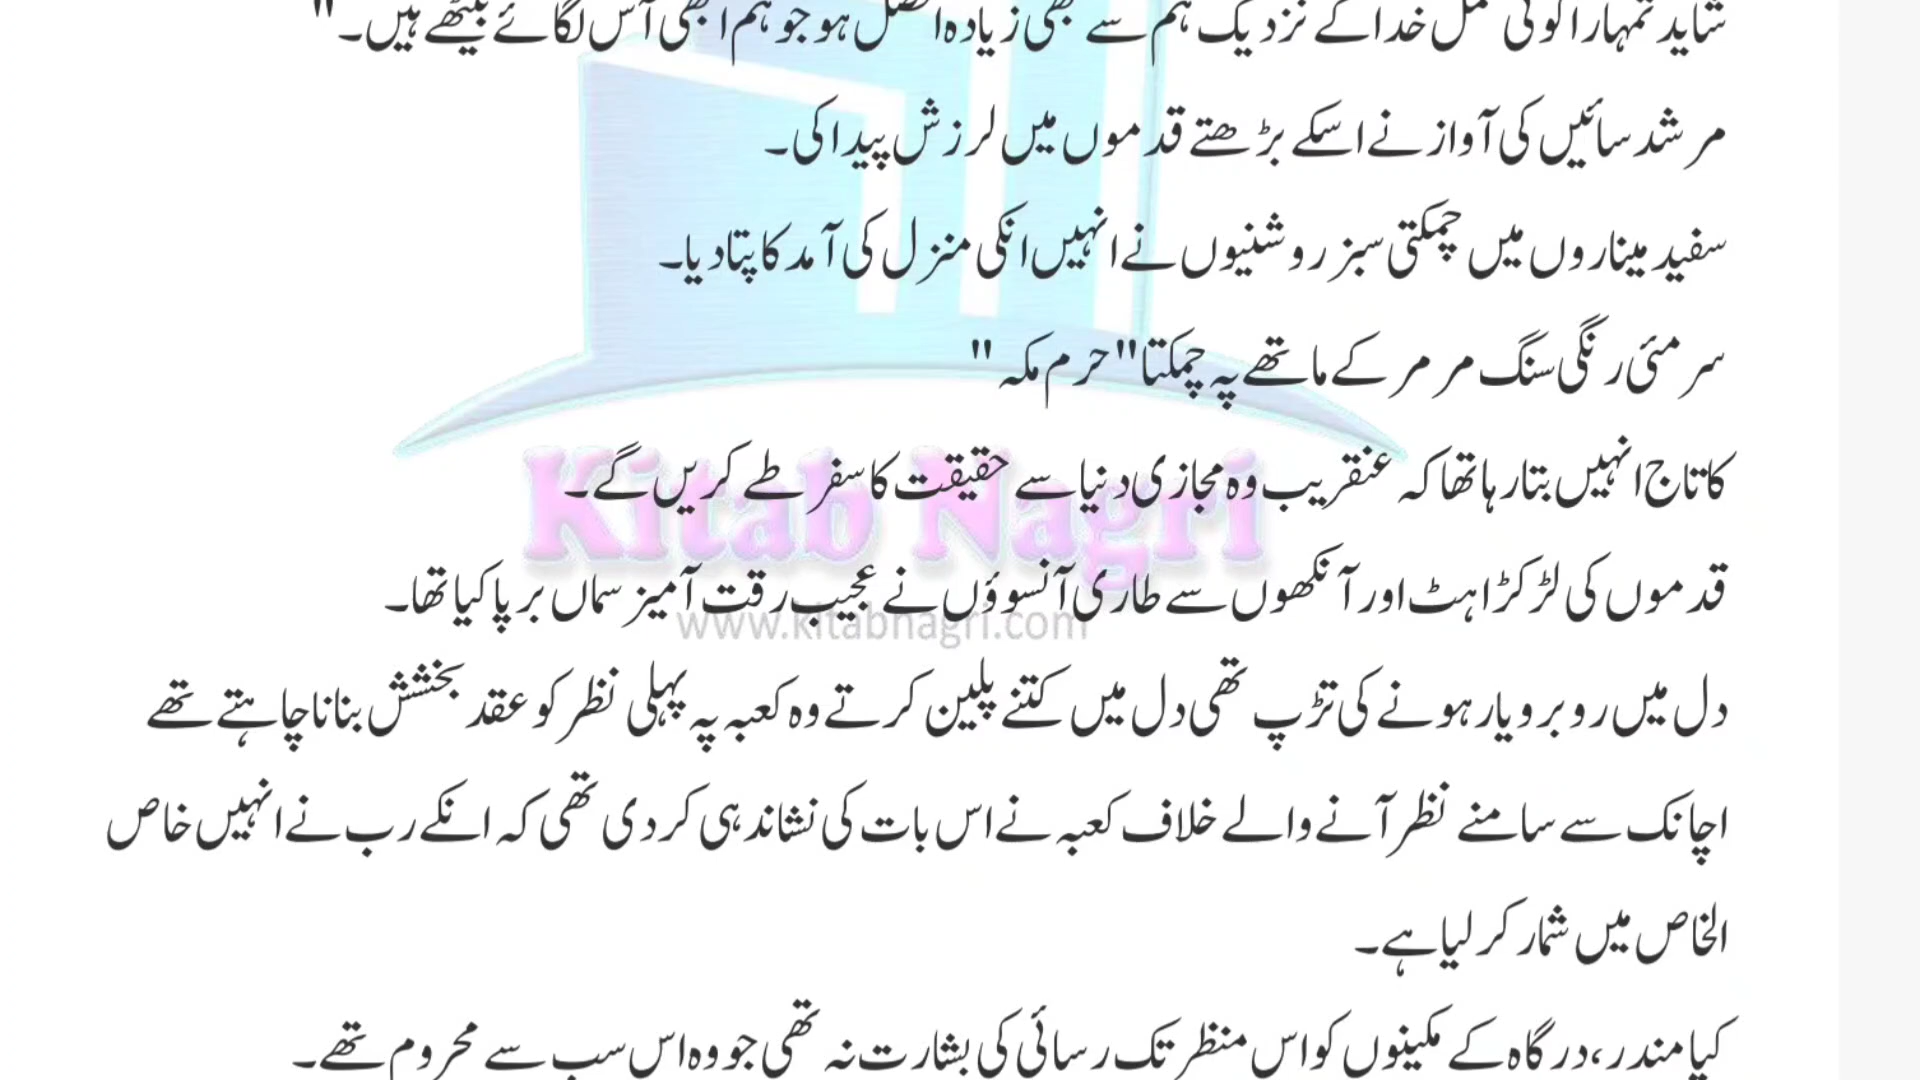 شاید تمہارا کوئی عمل خدا کے نزدیک ہم سے بھی زیادہ افضل ہو جو ہم ابھی آس لگائے بیٹھے ہیں۔"
مرشد سائیں کی آواز نے اسکے بڑھتے قدموں میں لرزش پیدا کی۔
سفید میناروں میں چمکتی سبز روشنیوں نے انہیں انکی منزل کی آمد کا پتا دیا۔
سرمئی رنگی سنگ مرمر کے ماتھے پہ چمکتا "حرم مکہ"
کا تاج انہیں بتا رہا تھا کہ عنقریب وہ مجازی دنیا سے حقیقت کا سفر طے کریں گے۔
Kitab Nagri
قدموں کی لڑکڑاہٹ اور آنکھوں سے طاری آنسوؤں نے عجیب رقت آمیز سماں برپا کیا تھا۔
www.kitabnagri.com
دل میں روبرو یار ہونے کی تڑپ تھی دل میں کتنے پلین کرتے وہ کعبہ پہ پہلی نظر کو عقد بخشش بنانا چاہتے تھے
اچانک سے سامنے نظر آنے والے خلاف کعبہ نے اس بات کی نشاندہی کر دی تھی کہ انکے رب نے انہیں خاص
الخاص میں شمار کر لیا ہے۔
کیا مندر، درگاہ کے مکینوں کو اس منظر تک رسائی کی بشارت نہ تھی جو وہ اس سب سے محروم تھے۔